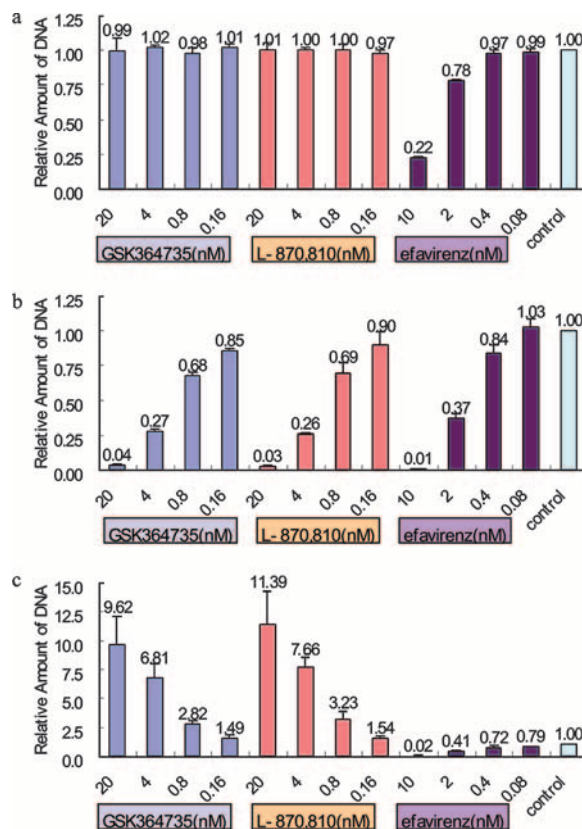 a
Relative Amount of DNA
1.25
1.00
0.75
0.50
0.25
0.00
0.99 1.02 0.98 1.01 1.01 1.00 1.00 0.97 0.22 0.78 0.97 0.99 1.00
20 4 0.8 0.16 20 4 0.8 0.16 10 2 0.4 0.08 control
GSK364735(nM) L- 870,810(nM) efavirenz(nM)
b
Relative Amount of DNA
1.25
1.00
0.75
0.50
0.25
0.00
0.04 0.27 0.68 0.85 0.03 0.26 0.69 0.90 0.01 0.37 0.84 1.03 1.00
20 4 0.8 0.16 20 4 0.8 0.16 10 2 0.4 0.08 control
GSK364735(nM) L- 870,810(nM) efavirenz(nM)
c
Relative Amount of DNA
15.0
12.5
10.0
7.5
5.0
2.5
0.0
9.62 6.81 2.82 1.49 11.39 7.66 3.23 1.54 0.02 0.41 0.72 0.79 1.00
20 4 0.8 0.16 20 4 0.8 0.16 10 2 0.4 0.08 control
GSK364735(nM) L- 870,810(nM) efavirenz(nM)